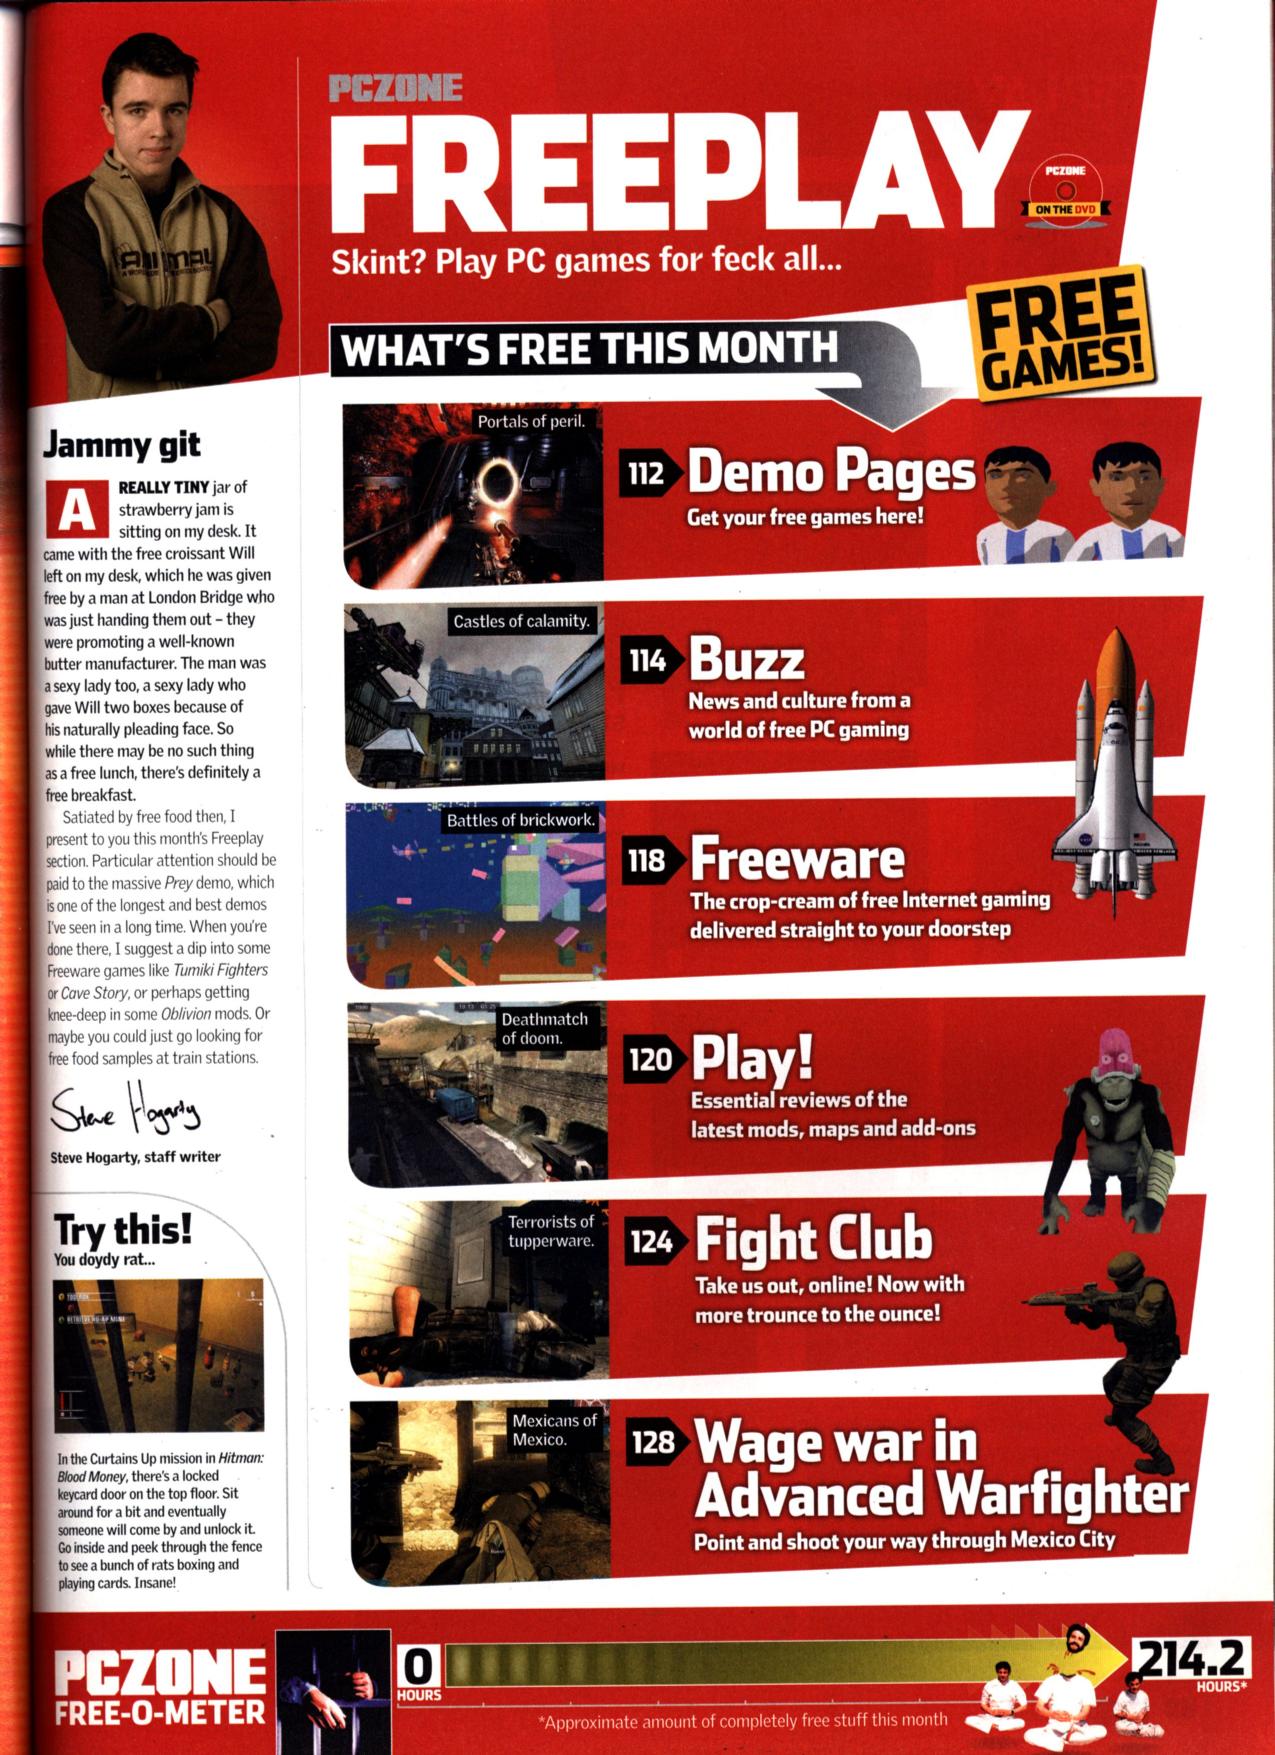 PCZONE
FREEPLAY
Skint? Play PC games for feck all...
PCZONE
ON THE DVD
FREE
GAMES!
WHAT'S FREE THIS MONTH
ANIMAL
Jammy git
A REALLY TINY jar of
strawberry jam is
sitting on my desk. It
came with the free croissant Will
left on my desk, which he was given
free by a man at London Bridge who
was just handing them out – they
were promoting a well-known
butter manufacturer. The man was
a sexy lady too, a sexy lady who
gave Will two boxes because of
his naturally pleading face. So
while there may be no such thing
as a free lunch, there's definitely a
free breakfast.
Satiated by free food then, I
present to you this month's Freeplay
section. Particular attention should be
paid to the massive Prey demo, which
is one of the longest and best demos
I've seen in a long time. When you're
done there, I suggest a dip into some
Freeware games like Tumiki Fighters
or Cave Story, or perhaps getting
knee-deep in some Oblivion mods. Or
maybe you could just go looking for
free food samples at train stations.
Steve Hogarty
Steve Hogarty, staff writer
Try this!
You doydy rat...
In the Curtains Up mission in Hitman:
Blood Money, there's a locked
keycard door on the top floor. Sit
around for a bit and eventually
someone will come by and unlock it.
Go inside and peek through the fence
to see a bunch of rats boxing and
playing cards. Insane!
Portals of peril.
112 Demo Pages
Get your free games here!
Castles of calamity.
114 Buzz
News and culture from a
world of free PC gaming
Battles of brickwork.
118 Freeware
The crop-cream of free Internet gaming
delivered straight to your doorstep
Deathmatch
of doom.
120 Play!
Essential reviews of the
latest mods, maps and add-ons
Terrorists of
tupperware.
124 Fight Club
Take us out, online! Now with
more trounce to the ounce!
Mexicans of
Mexico.
128 Wage war in
Advanced Warfighter
Point and shoot your way through Mexico City
PCZONE
FREE-O-METER
0
HOURS
214.2
HOURS*
*Approximate amount of completely free stuff this month